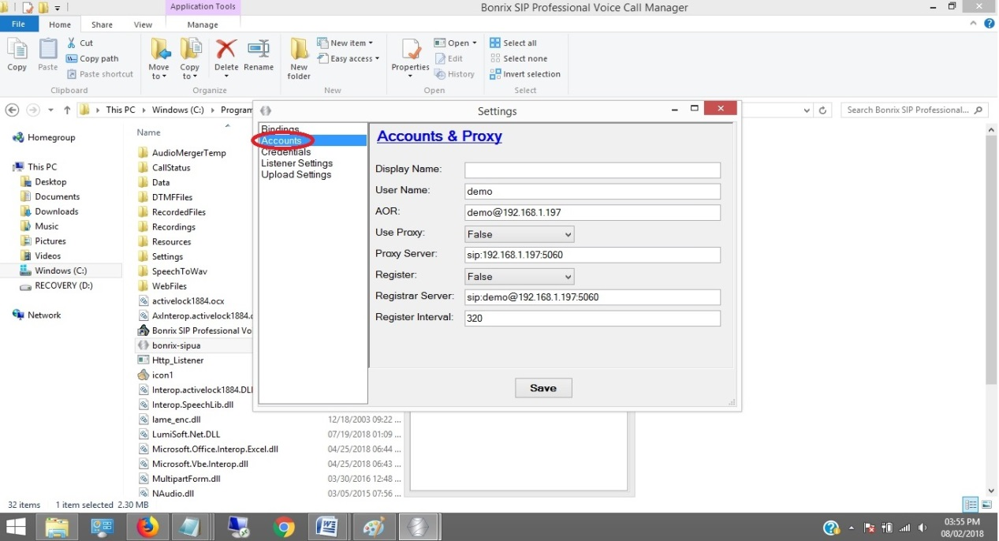 Application Tools
Bonrix SIP Professional Voice Call Manager
File
Home
Share
View
Manage
Copy
Paste
Cut
Copy path
Paste shortcut
Clipboard
Move to
Copy to
Delete
Rename
Organize
New folder
New item
Easy access
New
Properties
Open
Edit
History
Open
Select all
Select none
Invert selection
Select
This PC
Windows (C:)
Program
Search Bonrix SIP Professional...
Homegroup
This PC
Desktop
Documents
Downloads
Music
Pictures
Videos
Windows (C:)
RECOVERY (D:)
Network
Name
AudioMergerTemp
CallStatus
Data
DTMFFiles
RecordedFiles
Recordings
Resources
Settings
SpeechToWav
WebFiles
activelock1884.ocx
AxInterop.activelock1884.
Bonrix SIP Professional Vo
bonrix-sipua
Http_Listener
icon1
Interop.activelock1884.DL
Interop.SpeechLib.dll
lame_enc.dll 12/18/2003 09:22 ...
LumiSoft.Net.DLL 07/19/2018 01:09 ...
Microsoft.Office.Interop.Excel.dll 04/25/2018 06:44 ...
Microsoft.Vbe.Interop.dll 04/25/2018 06:43 ...
MultipartForm.dll 03/30/2016 12:48 ...
NAudio.dll 03/05/2015 07:56 ...
Settings
Bindings
Accounts
Credentials
Listener Settings
Upload Settings
Accounts & Proxy
Display Name:
User Name: demo
AOR: demo@192.168.1.197
Use Proxy: False
Proxy Server: sip:192.168.1.197:5060
Register: False
Registrar Server: sip:demo@192.168.1.197:5060
Register Interval: 320
Save
32 items 1 item selected 2.30 MB
03:55 PM
08/02/2018